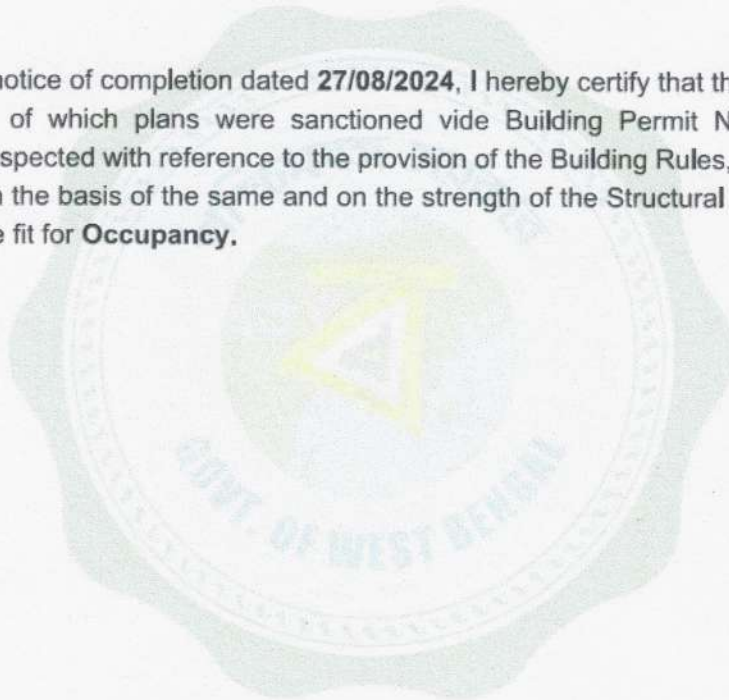 notice of completion dated 27/08/2024, I hereby certify that th
of which plans were sanctioned vide Building Permit N
spected with reference to the provision of the Building Rules,
the basis of the same and on the strength of the Structural
fit for Occupancy.
GOVT. OF WEST BENGAL